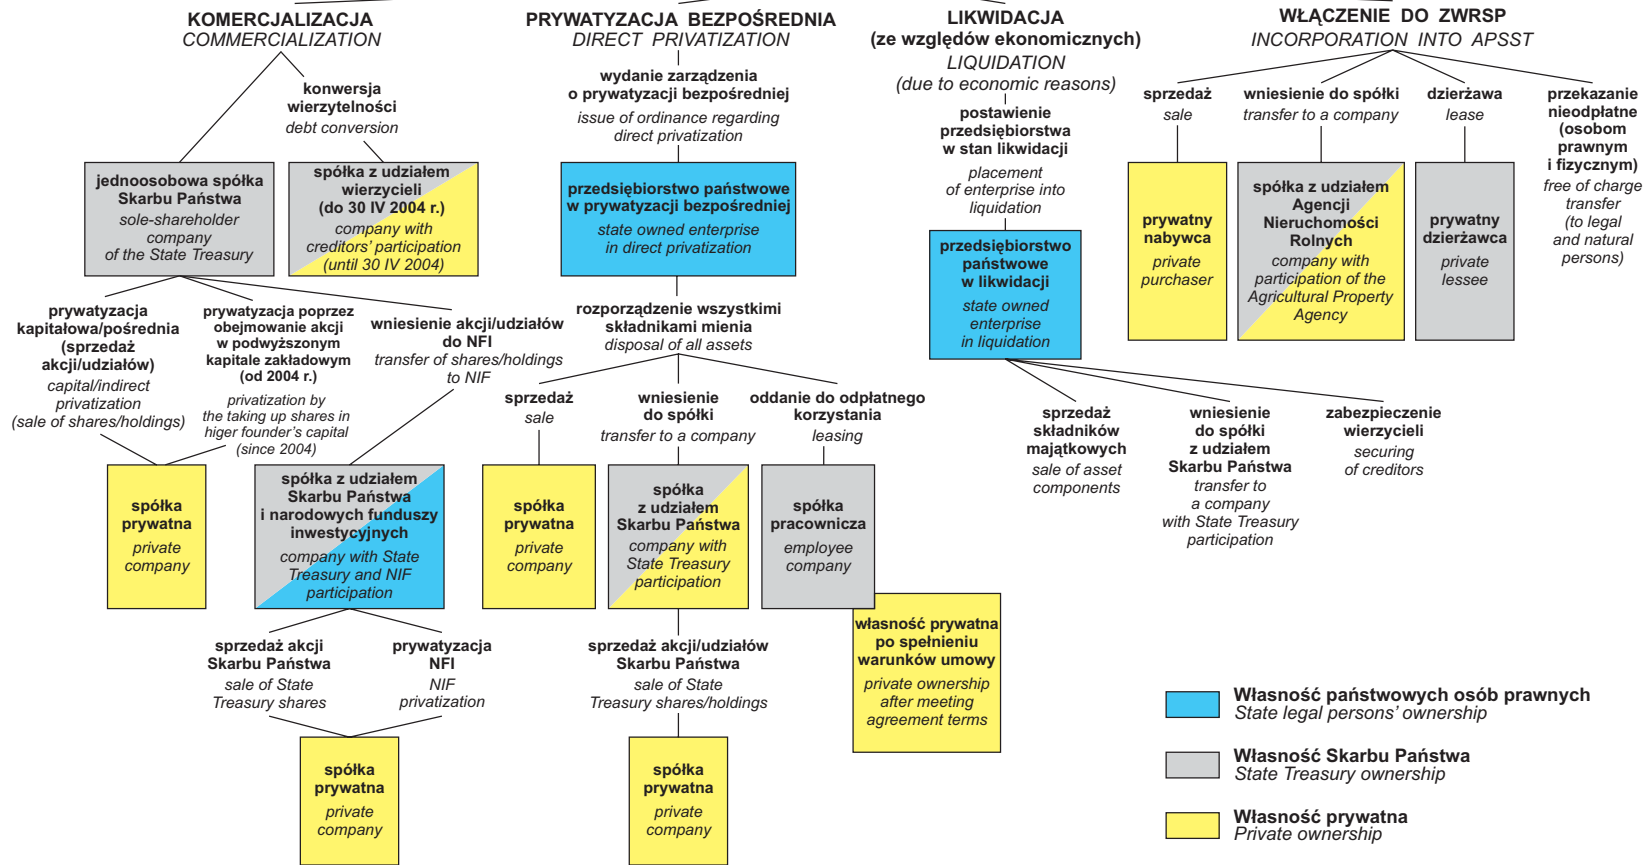 KOMERCJALIZACJA
COMMERCIALIZATION
konwersja
wierzytelności
debt conversion
jednoosobowa spółka
Skarbu Państwa
sole-shareholder
company
of the State Treasury
spółka z udziałem
wierzycieli
(do 30 IV 2004 r.)
company with
creditors' participation
(until 30 IV 2004)
prywatyzacja
kapitałowa/pośrednia
(sprzedaż
akcji/udziałów)
capital/indirect
privatization
(sale of shares/holdings)
prywatyzacja poprzez
obejmowanie akcji
w podwyższonym
kapitale zakładowym
(od 2004 r.)
privatization by
the taking up shares in
higer founder's capital
(since 2004)
wniesienie akcji/udziałów
do NFI
transfer of shares/holdings
to NIF
spółka
prywatna
private
company
spółka z udziałem
Skarbu Państwa
i narodowych funduszy
inwestycyjnych
company with State
Treasury and NIF
participation
sprzedaż akcji
Skarbu Państwa
sale of State
Treasury shares
prywatyzacja
NFI
NIF
privatization
spółka
prywatna
private
company
PRYWATYZACJA BEZPOŚREDNIA
DIRECT PRIVATIZATION
wydanie zarządzenia
o prywatyzacji bezpośredniej
issue of ordinance regarding
direct privatization
przedsiębiorstwo państwowe
w prywatyzacji bezpośredniej
state owned enterprise
in direct privatization
rozporządzenie wszystkimi
składnikami mienia
disposal of all assets
sprzedaż
sale
wniesienie
do spółki
transfer to a company
oddanie do odpłatnego
korzystania
leasing
spółka
prywatna
private
company
spółka
z udziałem
Skarbu Państwa
company with
State Treasury
participation
spółka
pracownicza
employee
company
sprzedaż akcji/udziałów
Skarbu Państwa
sale of State
Treasury shares/holdings
własność prywatna
po spełnieniu
warunków umowy
private ownership
after meeting
agreement terms
spółka
prywatna
private
company
LIKWIDACJA
(ze względów ekonomicznych)
LIQUIDATION
(due to economic reasons)
postawienie
przedsiębiorstwa
w stan likwidacji
placement
of enterprise into
liquidation
przedsiębiorstwo
państwowe
w likwidacji
state owned
enterprise
in liquidation
sprzedaż
składników
majątkowych
sale of asset
components
wniesienie
do spółki
z udziałem
Skarbu Państwa
transfer to
a company
with State Treasury
participation
zabezpieczenie
wierzycieli
securing
of creditors
WŁĄCZENIE DO ZWRSP
INCORPORATION INTO APSST
sprzedaż
sale
wniesienie do spółki
transfer to a company
dzierżawa
lease
przekazanie
nieodpłatne
(osobom
prawnym
i fizycznym)
free of charge
transfer
(to legal
and natural
persons)
prywatny
nabywca
private
purchaser
spółka z udziałem
Agencji
Nieruchomości
Rolnych
company with
participation of the
Agricultural Property
Agency
prywatny
dzierżawca
private
lessee
Własność państwowych osób prawnych
State legal persons' ownership
Własność Skarbu Państwa
State Treasury ownership
Własność prywatna
Private ownership